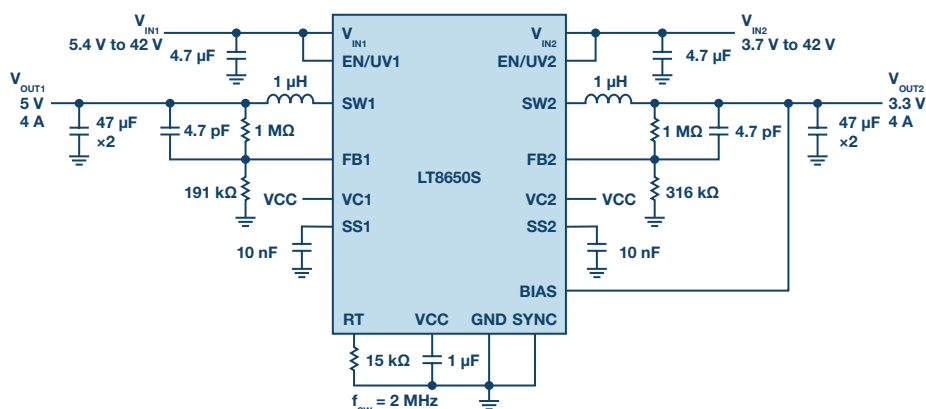 VIN1
5.4 V to 42 V
4.7 µF
VIN1
EN/UV1
VIN2
EN/UV2
4.7 µF
VIN2
3.7 V to 42 V
VOUT1
5 V
4 A
47 µF
×2
4.7 pF
1 µH
1 MΩ
191 kΩ
SW1
FB1
VCC
VC1
SS1
10 nF
LT8650S
SW2
FB2
VC2
VCC
SS2
10 nF
1 µH
1 MΩ
4.7 pF
316 kΩ
47 µF
×2
VOUT2
3.3 V
4 A
BIAS
RT
VCC
GND
SYNC
15 kΩ
1 µF
fSW = 2 MHz